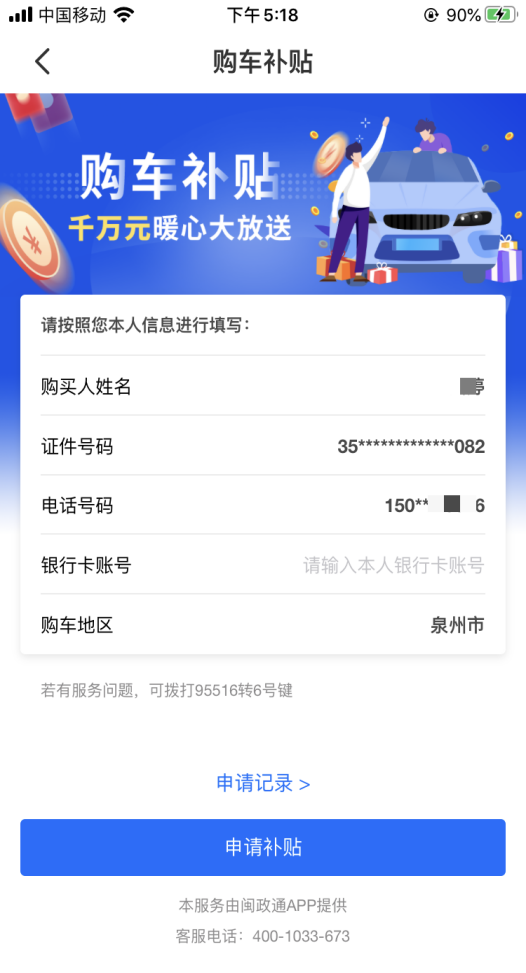 中国移动
下午5:18
90%
购车补贴
购车补贴
千万元暖心大放送
请按照您本人信息进行填写：
购买人姓名
证件号码 35*************082
电话号码 150** 6
银行卡账号 请输入本人银行卡账号
购车地区 泉州市
若有服务问题，可拨打95516转6号键
申请记录 >
申请补贴
本服务由闽政通APP提供
客服电话：400-1033-673